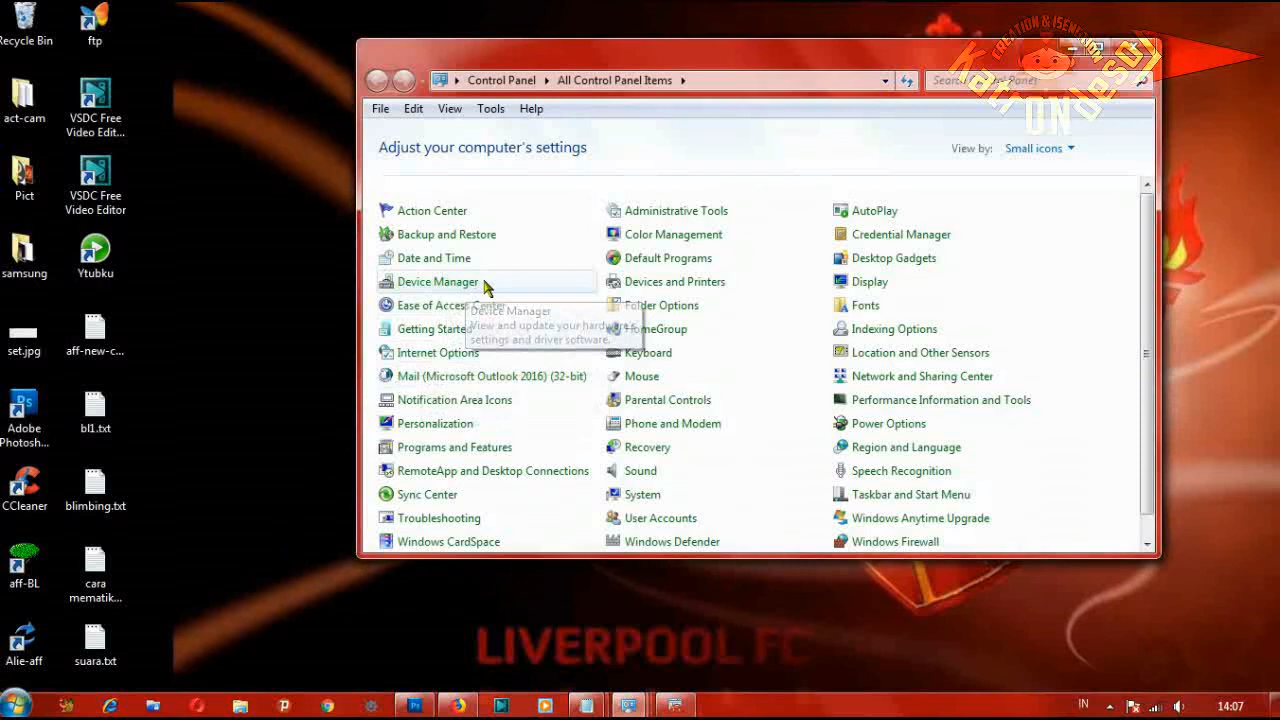 Recycle Bin
ftp
act-cam
VSDC Free
Video Edit...
Pict
VSDC Free
Video Editor
samsung
Ytubku
set.jpg
aff-new-c...
Adobe
Photosh...
bl1.txt
CCleaner
blimbing.txt
aff-BL
cara
mematik...
Alie-aff
suara.txt
CREATION & ISENGATION
Katrondesoy
ON
Control Panel
All Control Panel Items
Search Control Panel
File Edit View Tools Help
Adjust your computer's settings
View by: Small icons
Action Center
Administrative Tools
AutoPlay
Backup and Restore
Color Management
Credential Manager
Date and Time
Default Programs
Desktop Gadgets
Device Manager
Devices and Printers
Display
Ease of Access Center
Folder Options
Fonts
Device Manager
View and update your hardware's
settings and driver software.
Getting Started
HomeGroup
Indexing Options
Internet Options
Keyboard
Location and Other Sensors
Mail (Microsoft Outlook 2016) (32-bit)
Mouse
Network and Sharing Center
Notification Area Icons
Parental Controls
Performance Information and Tools
Personalization
Phone and Modem
Power Options
Programs and Features
Recovery
Region and Language
RemoteApp and Desktop Connections
Sound
Speech Recognition
Sync Center
System
Taskbar and Start Menu
Troubleshooting
User Accounts
Windows Anytime Upgrade
Windows CardSpace
Windows Defender
Windows Firewall
LIVERPOOL F
IN
14:07